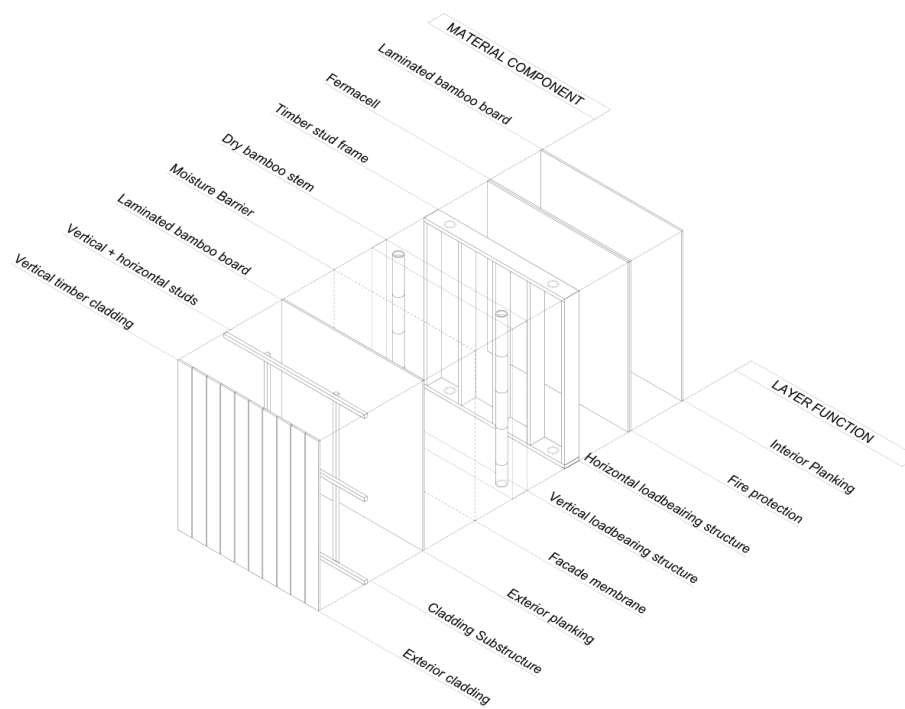 MATERIAL COMPONENT
Laminated bamboo board
Fermacell
Timber stud frame
Dry bamboo stem
Moisture Barrier
Laminated bamboo board
Vertical + horizontal studs
Vertical timber cladding
LAYER FUNCTION
Interior Planking
Fire protection
Horizontal loadbeairing structure
Vertical loadbearing structure
Facade membrane
Exterior planking
Cladding Substructure
Exterior cladding